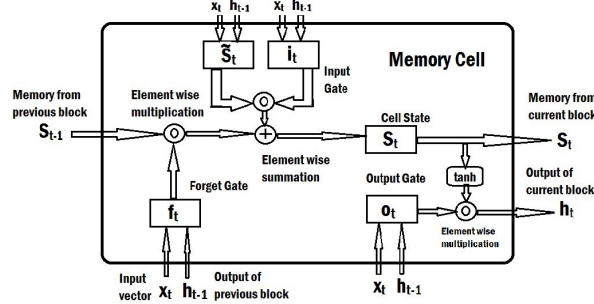 xt ht-1 xt ht-1
S̃t
it
Memory Cell
Input
Gate
Memory from
previous block
St-1
Element wise
multiplication
Cell State
St
Memory from
current block
St
Element wise
summation
tanh
Forget Gate
ft
Output Gate
ot
Output of
current block
ht
Element wise
multiplication
Input
vector
xt ht-1
Output of
previous block
xt ht-1